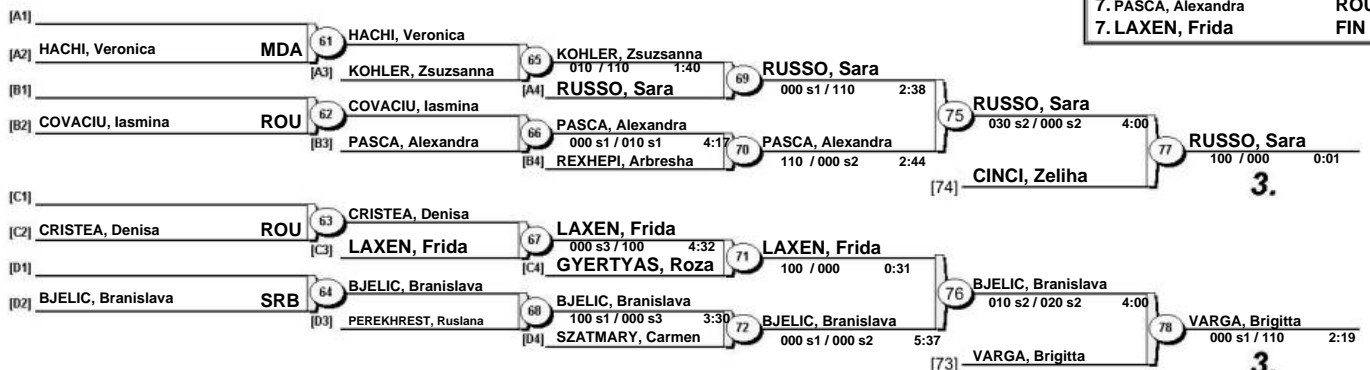 7. PASCA, Alexandra ROU
7. LAXEN, Frida FIN
[A1]
[A2] HACHI, Veronica MDA
61
HACHI, Veronica
[A3] KOHLER, Zsuzsanna
65
KOHLER, Zsuzsanna
010 / 110 1:40
[A4] RUSSO, Sara
69
RUSSO, Sara
000 s1 / 110 2:38
[B1]
[B2] COVACIU, Iasmina ROU
62
COVACIU, Iasmina
[B3] PASCA, Alexandra
66
PASCA, Alexandra
000 s1 / 010 s1 4:17
[B4] REXHEPI, Arbresha
70
PASCA, Alexandra
110 / 000 s2 2:44
75
RUSSO, Sara
030 s2 / 000 s2 4:00
[74] CINCI, Zeliha
77
RUSSO, Sara
100 / 000 0:01
3.
[C1]
[C2] CRISTEA, Denisa ROU
63
CRISTEA, Denisa
[C3] LAXEN, Frida
67
LAXEN, Frida
000 s3 / 100 4:32
[C4] GYERTYAS, Roza
71
LAXEN, Frida
100 / 000 0:31
[D1]
[D2] BJELIC, Branislava SRB
64
BJELIC, Branislava
[D3] PEREKHREST, Ruslana
68
BJELIC, Branislava
100 s1 / 000 s3 3:30
[D4] SZATMARY, Carmen
72
BJELIC, Branislava
000 s1 / 000 s2 5:37
76
BJELIC, Branislava
010 s2 / 020 s2 4:00
[73] VARGA, Brigitta
78
VARGA, Brigitta
000 s1 / 110 2:19
3.